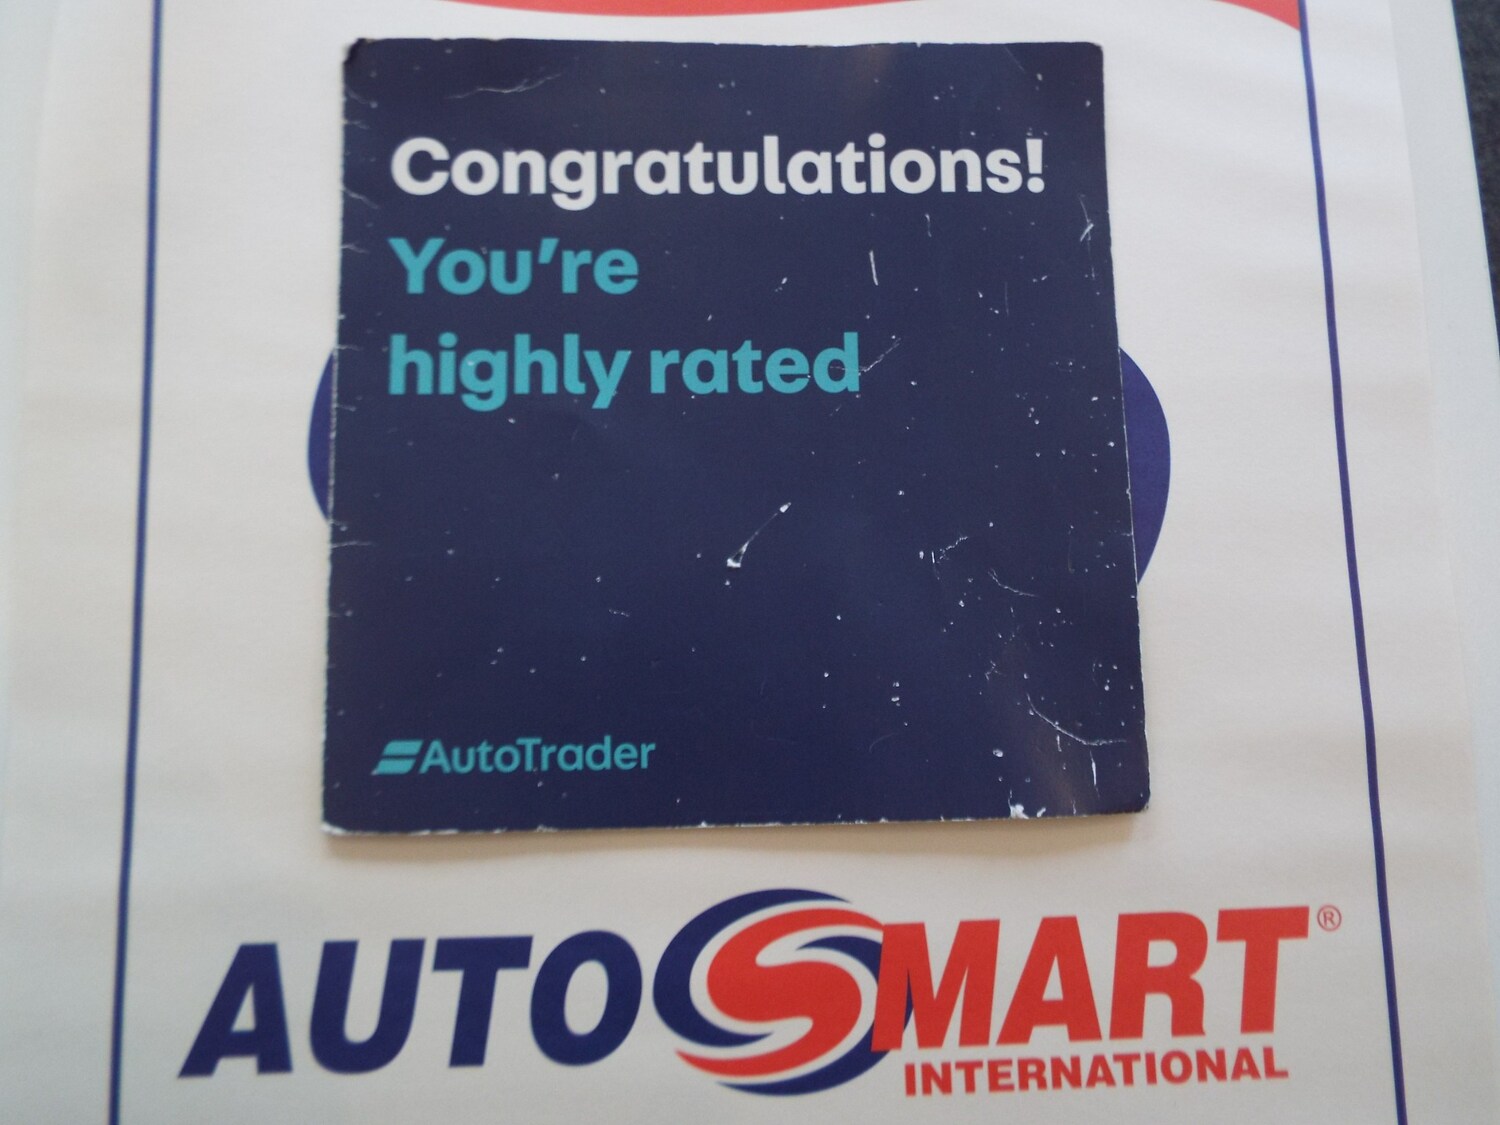 Congratulations!
You're
highly rated
AutoTrader
AUTOSMART®
INTERNATIONAL